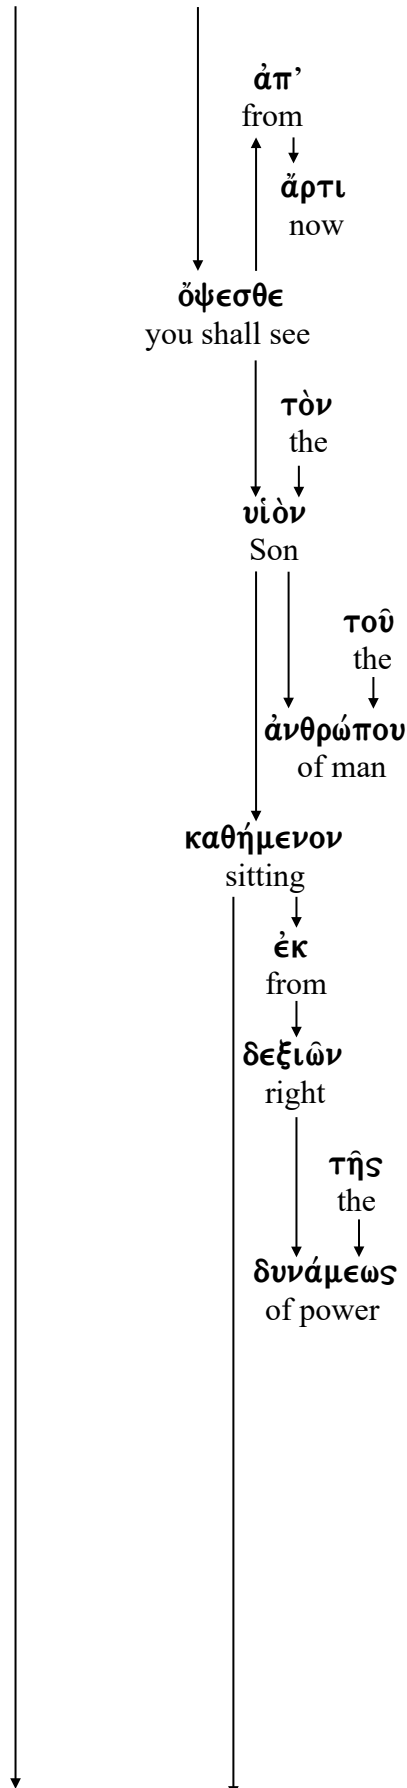 ἀπ’
from
ἄρτι
now
ὄψεσθε
you shall see
τὸν
the
υἱὸν
Son
τοῦ
the
ἀνθρώπου
of man
καθήμενον
sitting
ἐκ
from
δεξιῶν
right
τῆς
the
δυνάμεως
of power